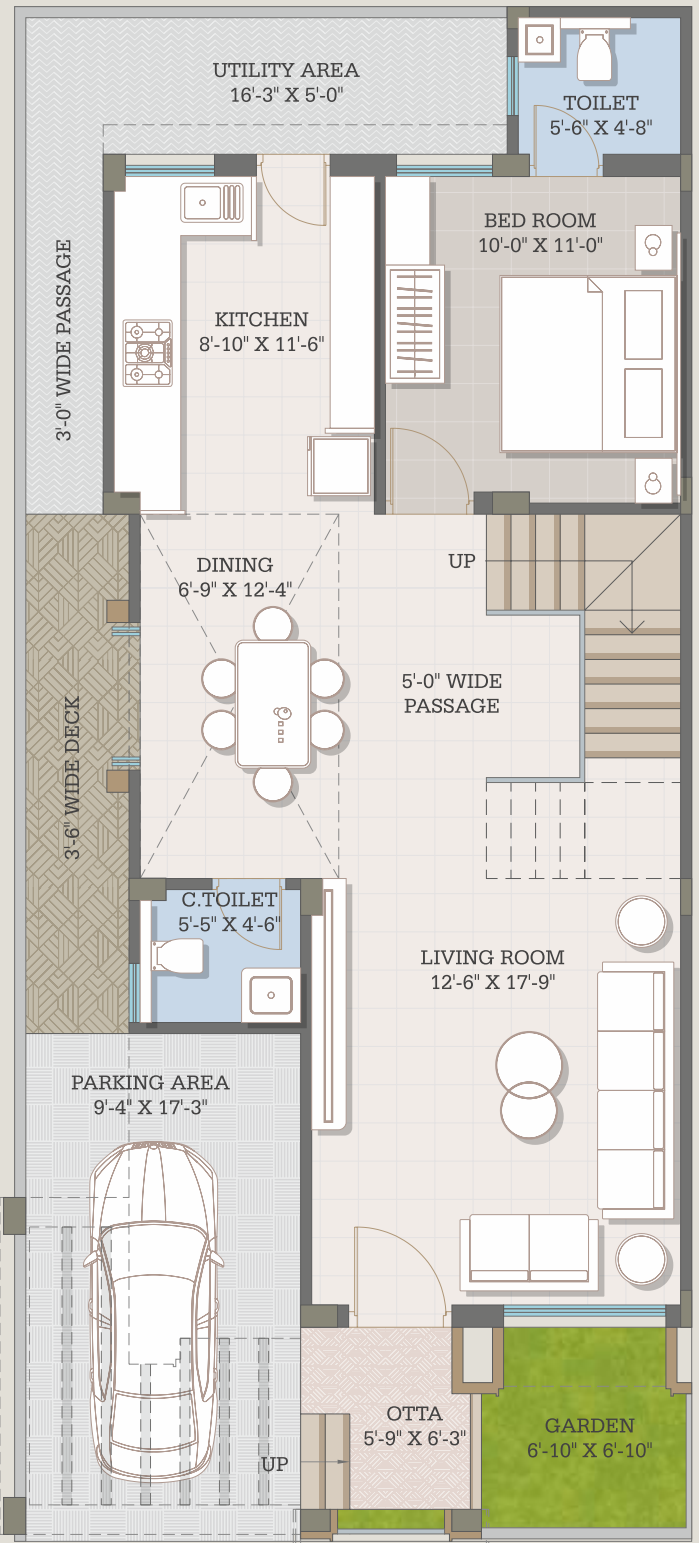 UTILITY AREA
16'-3" X 5'-0"
TOILET
5'-6" X 4'-8"
BED ROOM
10'-0" X 11'-0"
3'-0" WIDE PASSAGE
KITCHEN
8'-10" X 11'-6"
DINING
6'-9" X 12'-4"
UP
5'-0" WIDE
PASSAGE
3'-6" WIDE DECK
C.TOILET
5'-5" X 4'-6"
LIVING ROOM
12'-6" X 17'-9"
PARKING AREA
9'-4" X 17'-3"
OTTA
5'-9" X 6'-3"
GARDEN
6'-10" X 6'-10"
UP